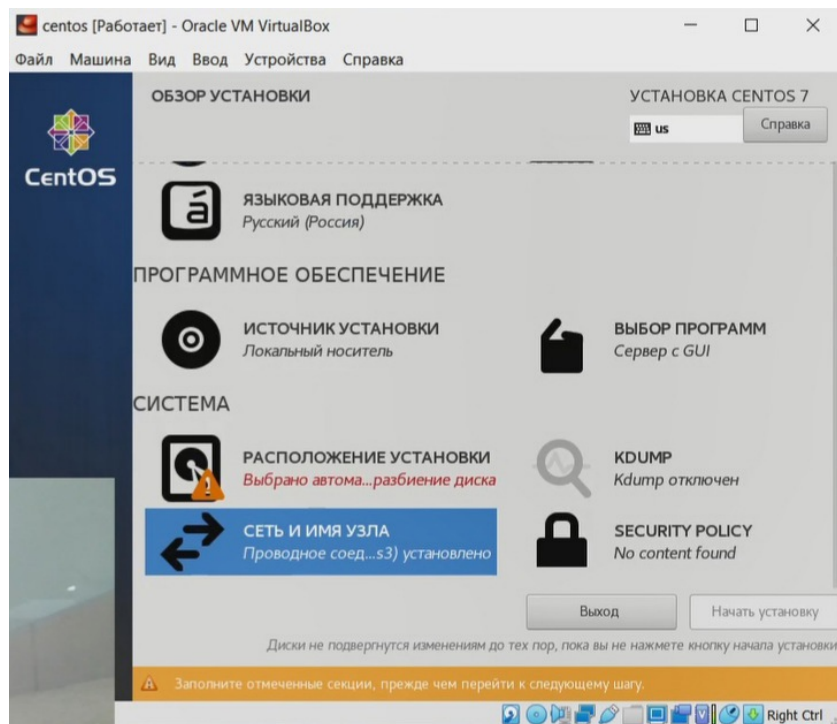 centos [Работает] - Oracle VM VirtualBox
Файл Машина Вид Ввод Устройства Справка
ОБЗОР УСТАНОВКИ
УСТАНОВКА CENTOS 7
us
Справка
CentOS
ЯЗЫКОВАЯ ПОДДЕРЖКА
Русский (Россия)
ПРОГРАММНОЕ ОБЕСПЕЧЕНИЕ
ИСТОЧНИК УСТАНОВКИ
Локальный носитель
ВЫБОР ПРОГРАММ
Сервер с GUI
СИСТЕМА
РАСПОЛОЖЕНИЕ УСТАНОВКИ
Выбрано автома...разбиение диска
KDUMP
Kdump отключен
СЕТЬ И ИМЯ УЗЛА
Проводное соед...s3) установлено
SECURITY POLICY
No content found
Выход
Начать установку
Диски не подвергнутся изменениям до тех пор, пока вы не нажмете кнопку начала установки
Заполните отмеченные секции, прежде чем перейти к следующему шагу.
Right Ctrl